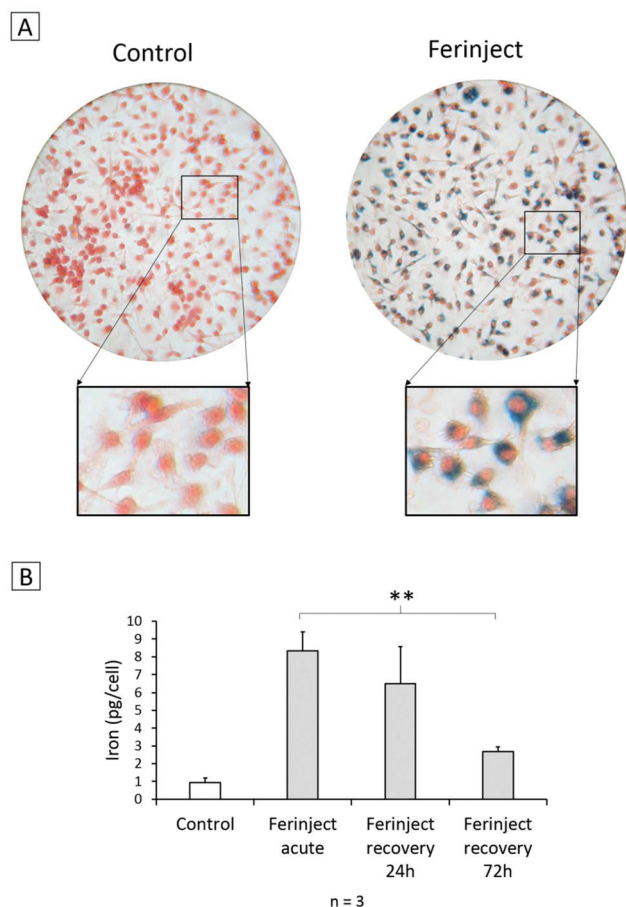 A
Control
Ferinject
B
**
Iron (pg/cell)
10
9
8
7
6
5
4
3
2
1
0
Control
Ferinject acute
Ferinject recovery 24h
Ferinject recovery 72h
n = 3